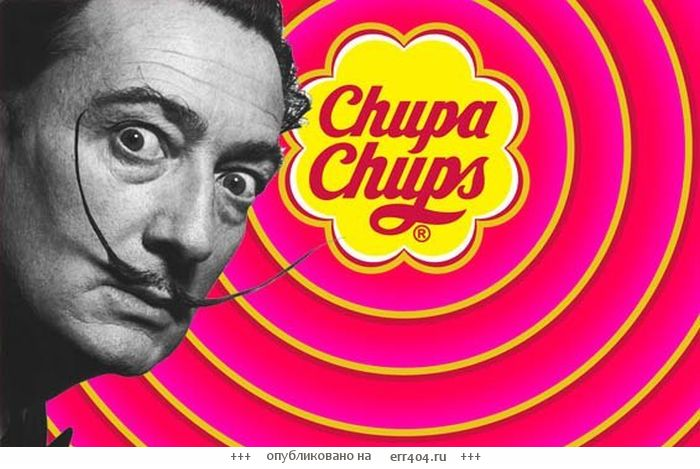 Chupa
Chups
®
+++ опубликовано на err404.ru +++